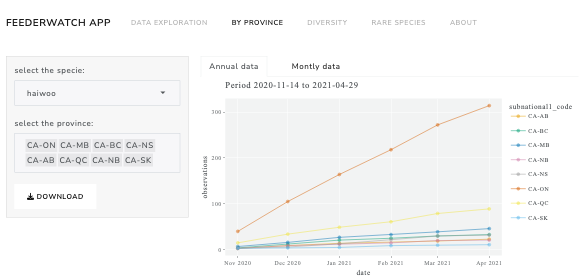 FEEDERWATCH APP
DATA EXPLORATION
BY PROVINCE
DIVERSITY
RARE SPECIES
ABOUT
select the specie:
haiwoo
select the province:
CA-ON CA-MB CA-BC CA-NS
CA-AB CA-QC CA-NB CA-SK
DOWNLOAD
Annual data
Montly data
Period 2020-11-14 to 2021-04-29
observations
300
200
100
0
Nov 2020
Dec 2020
Jan 2021
Feb 2021
Mar 2021
Apr 2021
date
subnational1_code
CA-AB
CA-BC
CA-MB
CA-NB
CA-NS
CA-ON
CA-QC
CA-SK